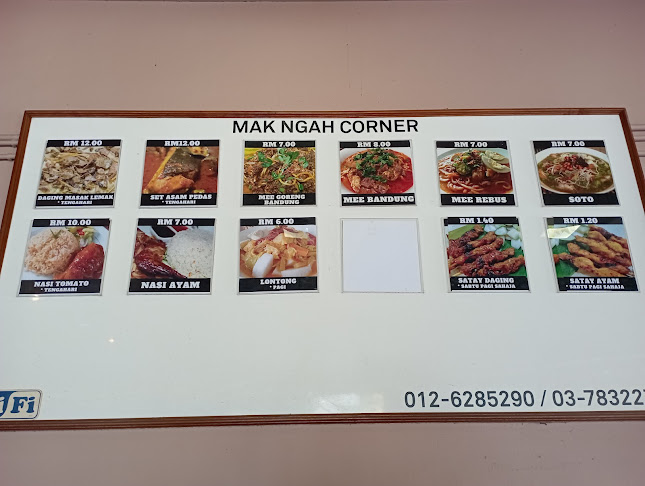 MAK NGAH CORNER
RM 12.00
DAGING MASAK LEMAK
* TENGAHARI
RM12.00
SET ASAM PEDAS
* TENGAHARI
RM 7.00
MEE GORENG
BANDUNG
RM 8.00
MEE BANDUNG
RM 7.00
MEE REBUS
RM 7.00
SOTO
RM 10.00
NASI TOMATO
* TENGAHARI
RM 7.00
NASI AYAM
RM 6.00
LONTONG
* PAGI
RM 1.40
SATAY DAGING
* SABTU PAGI SAHAJA
RM 1.20
SATAY AYAM
* SABTU PAGI SAHAJA
Fi
012-6285290 / 03-783227